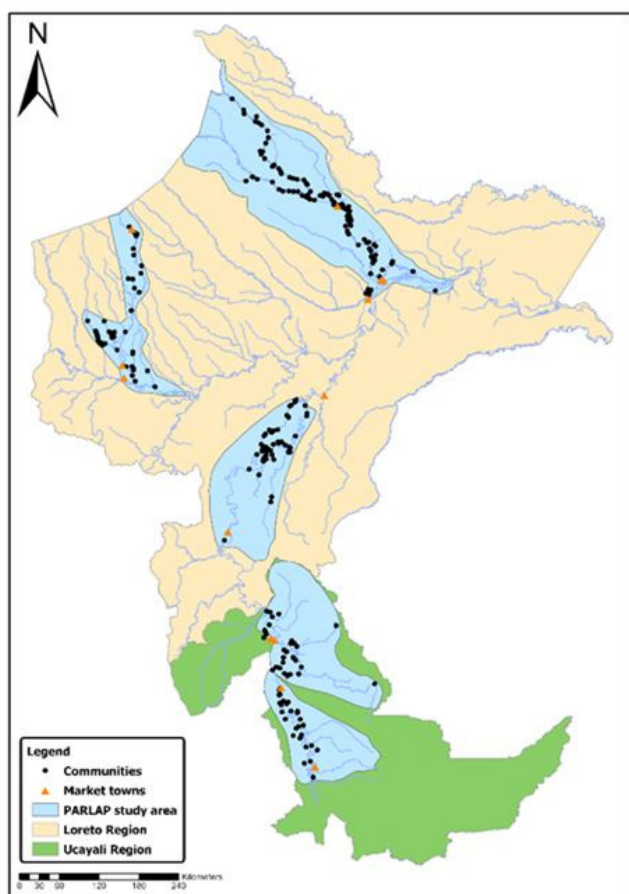 N
Legend
Communities
Market towns
PARLAP study area
Loreto Region
Ucayali Region
Kilometers
0 30 60 120 180 240